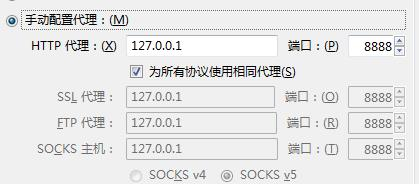 手动配置代理：(M)
HTTP 代理：(X) 127.0.0.1 端口：(P) 8888
为所有协议使用相同代理(S)
SSL 代理： 127.0.0.1 端口：(O) 8888
FTP 代理： 127.0.0.1 端口：(R) 8888
SOCKS 主机： 127.0.0.1 端口：(T) 8888
SOCKS v4 SOCKS v5